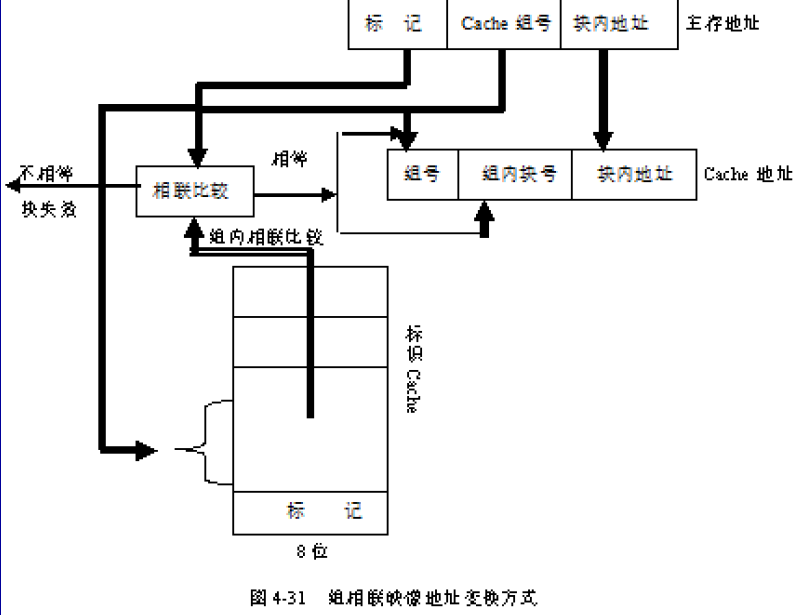 标 记 Cache 组号 块内地址 主存地址
不相等
相等
组号 组内块号 块内地址 Cache 地址
相联比较
块失效
组内相联比较
标识 Cache
标 记
8 位
图 4-31 组相联映像地址变换方式